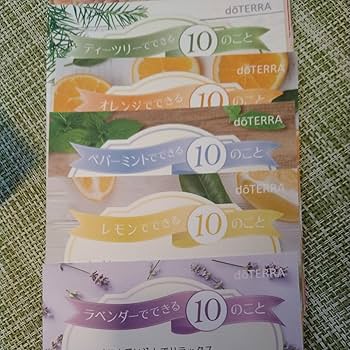 dōTERRA
ティーツリーでできる10のこと
オレンジでできる10のこと
dōTERRA
ペパーミントでできる10のこと
dōTERRA
レモンでできる10のこと
dōTERRA
ラベンダーでできる10のこと